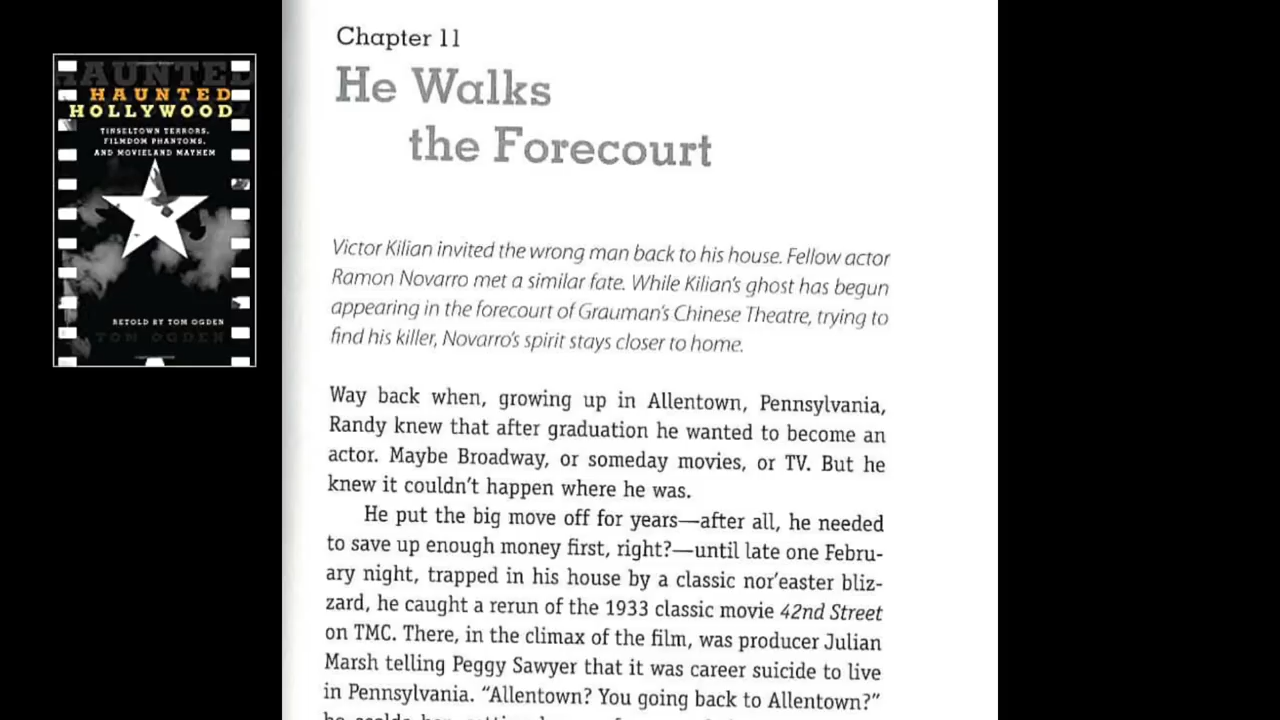 HAUNTED
HAUNTED
HOLLYWOOD
TINSELTOWN TERRORS,
FILMDOM PHANTOMS,
AND MOVIELAND MAYHEM
RETOLD BY TOM OGDEN
TOM OGDEN
Chapter 11
He Walks
the Forecourt
Victor Kilian invited the wrong man back to his house. Fellow actor
Ramon Novarro met a similar fate. While Kilian's ghost has begun
appearing in the forecourt of Grauman's Chinese Theatre, trying to
find his killer, Novarro's spirit stays closer to home.
Way back when, growing up in Allentown, Pennsylvania,
Randy knew that after graduation he wanted to become an
actor. Maybe Broadway, or someday movies, or TV. But he
knew it couldn't happen where he was.
He put the big move off for years—after all, he needed
to save up enough money first, right?—until late one Febru-
ary night, trapped in his house by a classic nor'easter bliz-
zard, he caught a rerun of the 1933 classic movie 42nd Street
on TMC. There, in the climax of the film, was producer Julian
Marsh telling Peggy Sawyer that it was career suicide to live
in Pennsylvania. "Allentown? You going back to Allentown?"